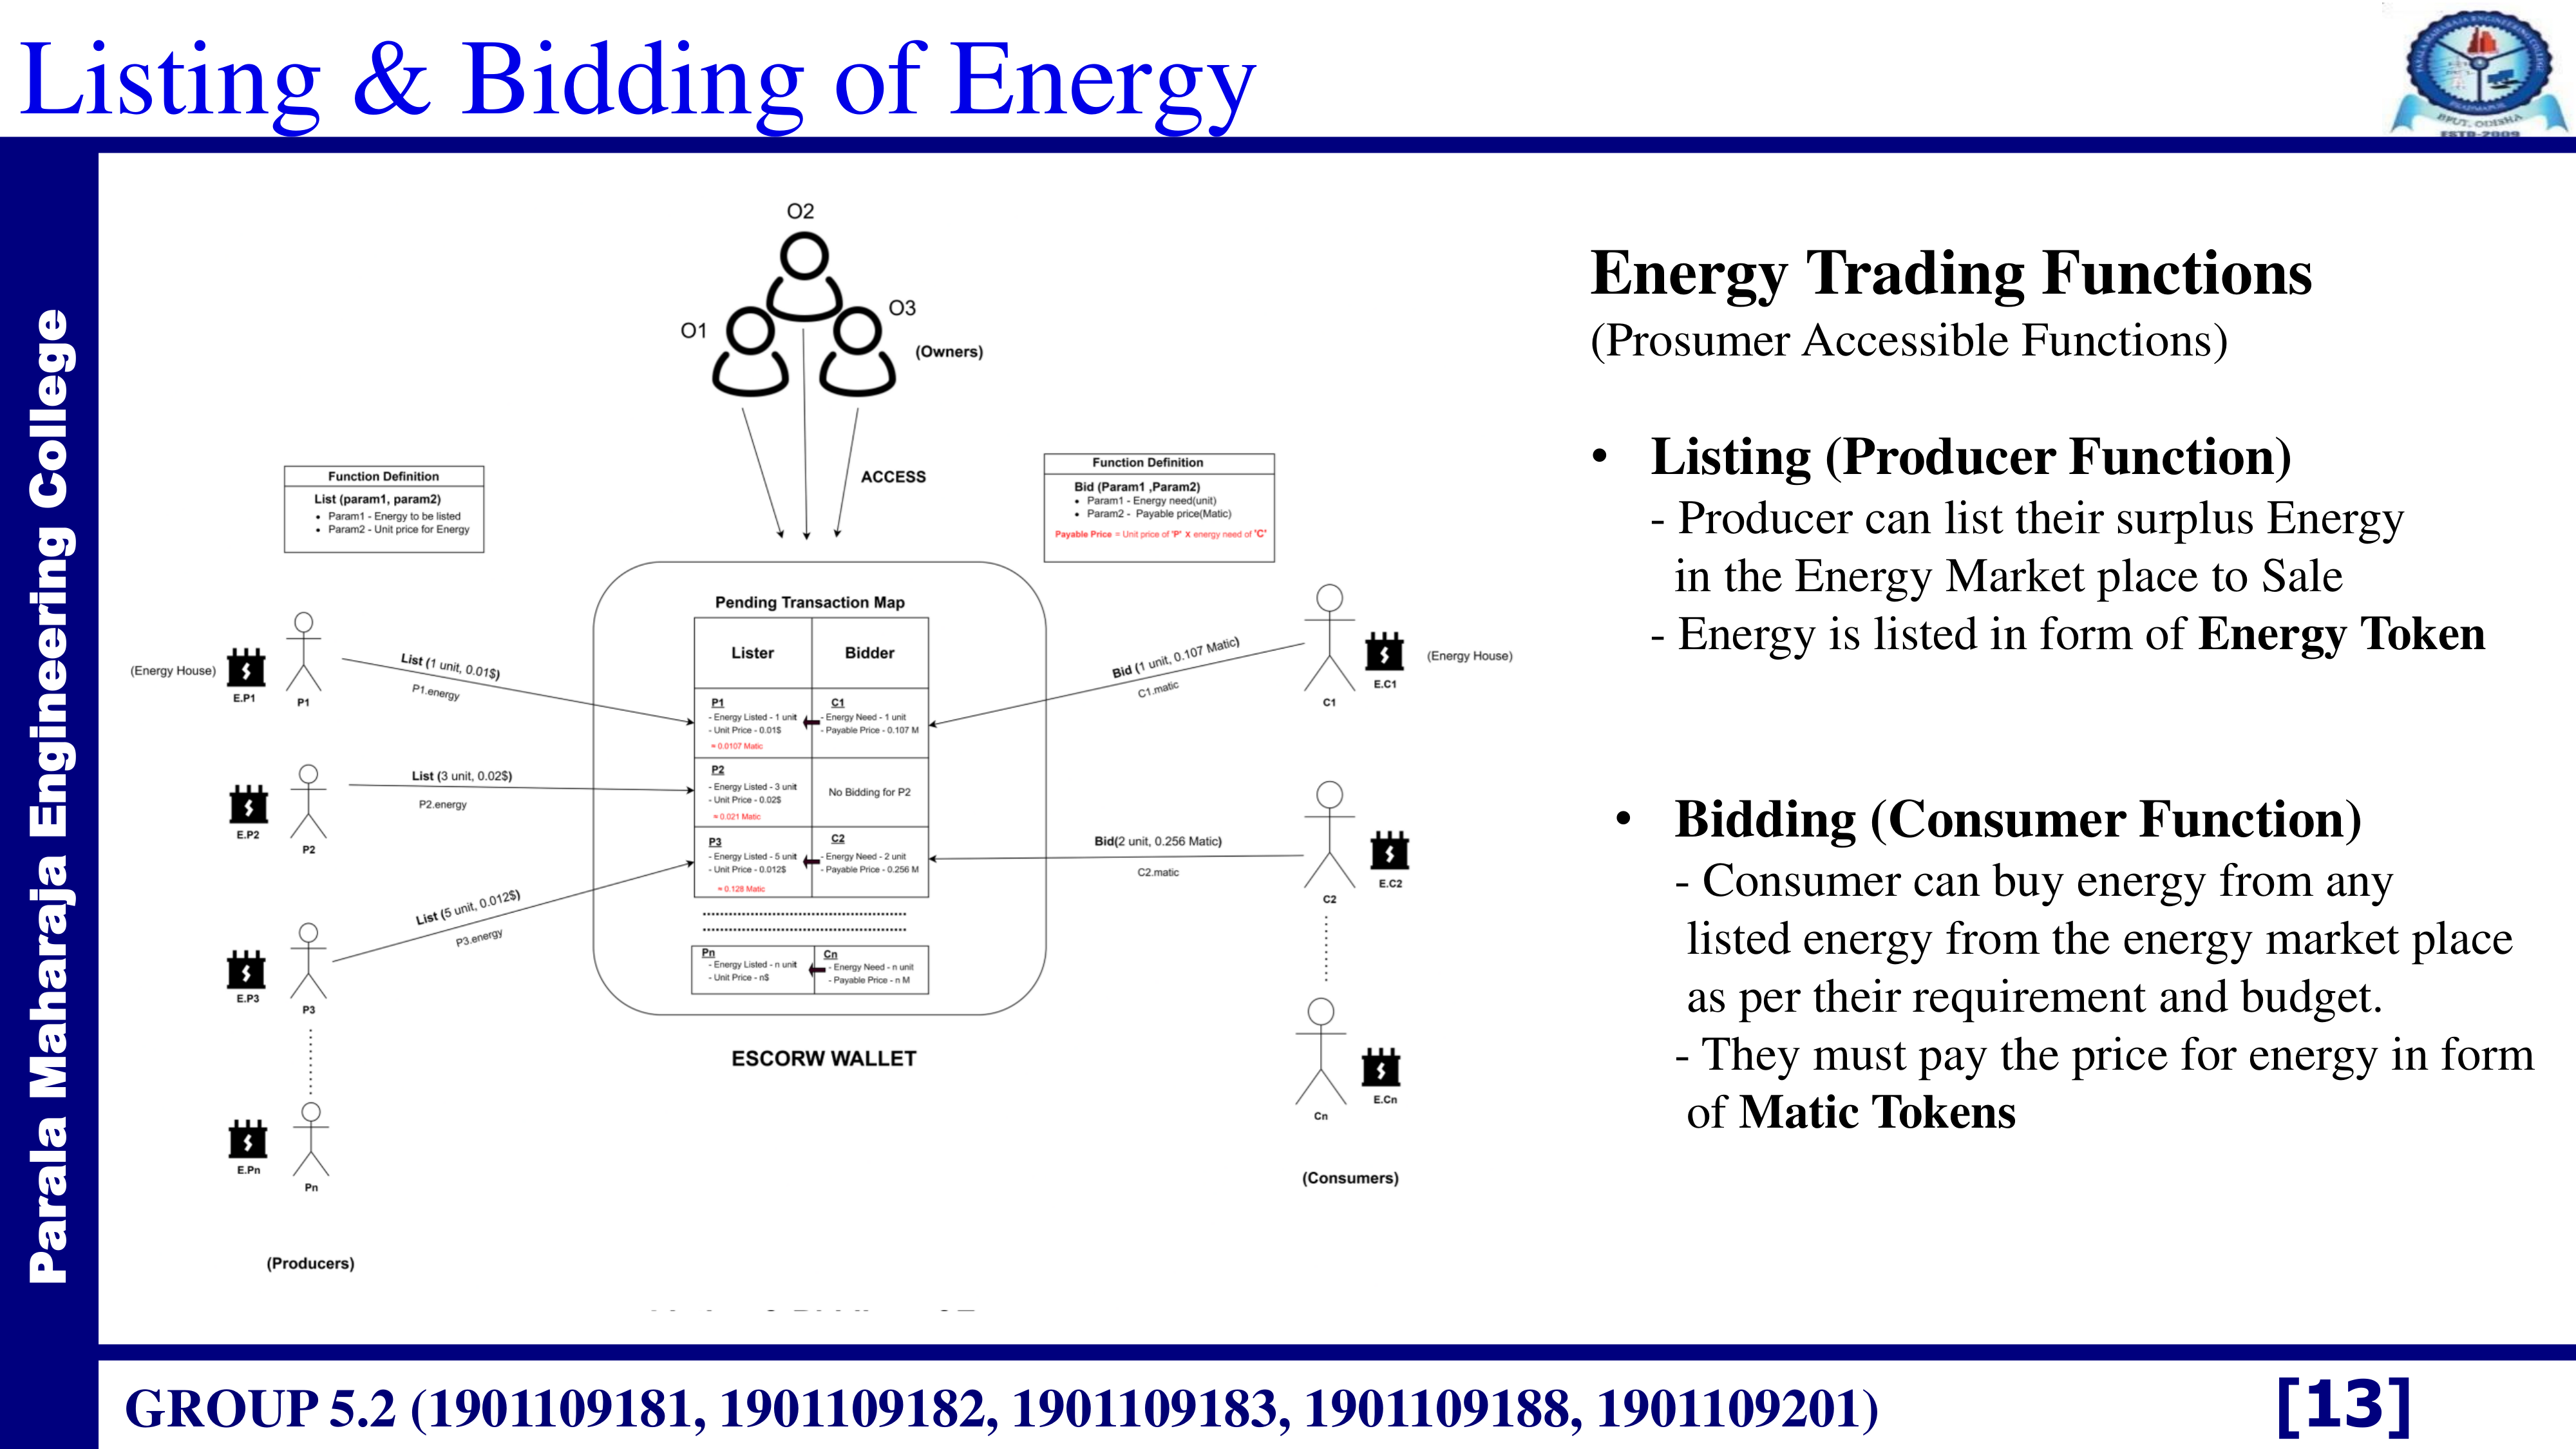 Listing & Bidding of Energy
BPUT, ODISHA
ESTD-2009
Parala Maharaja Engineering College
O2
O1
O3
(Owners)
ACCESS
Function Definition
List (param1, param2)
• Param1 - Energy to be listed
• Param2 - Unit price for Energy
Function Definition
Bid (Param1 ,Param2)
• Param1 - Energy need(unit)
• Param2 - Payable price(Matic)
Payable Price = Unit price of 'P' X energy need of 'C'
(Energy House)
E.P1
P1
List (1 unit, 0.01$)
P1.energy
E.P2
P2
List (3 unit, 0.02$)
P2.energy
E.P3
P3
List (5 unit, 0.012$)
P3.energy
E.Pn
Pn
(Producers)
Pending Transaction Map
Lister Bidder
P1
- Energy Listed - 1 unit
- Unit Price - 0.01$
≈ 0.0107 Matic
C1
- Energy Need - 1 unit
- Payable Price - 0.107 M
P2
- Energy Listed - 3 unit
- Unit Price - 0.02$
≈ 0.021 Matic
No Bidding for P2
P3
- Energy Listed - 5 unit
- Unit Price - 0.012$
≈ 0.128 Matic
C2
- Energy Need - 2 unit
- Payable Price - 0.256 M
Pn
- Energy Listed - n unit
- Unit Price - n$
Cn
- Energy Need - n unit
- Payable Price - n M
ESCORW WALLET
Bid (1 unit, 0.107 Matic)
C1.matic
C1
E.C1
(Energy House)
Bid(2 unit, 0.256 Matic)
C2.matic
C2
E.C2
Cn
E.Cn
(Consumers)
Energy Trading Functions
(Prosumer Accessible Functions)
• Listing (Producer Function)
- Producer can list their surplus Energy
in the Energy Market place to Sale
- Energy is listed in form of Energy Token
• Bidding (Consumer Function)
- Consumer can buy energy from any
listed energy from the energy market place
as per their requirement and budget.
- They must pay the price for energy in form
of Matic Tokens
GROUP 5.2 (1901109181, 1901109182, 1901109183, 1901109188, 1901109201)
[13]